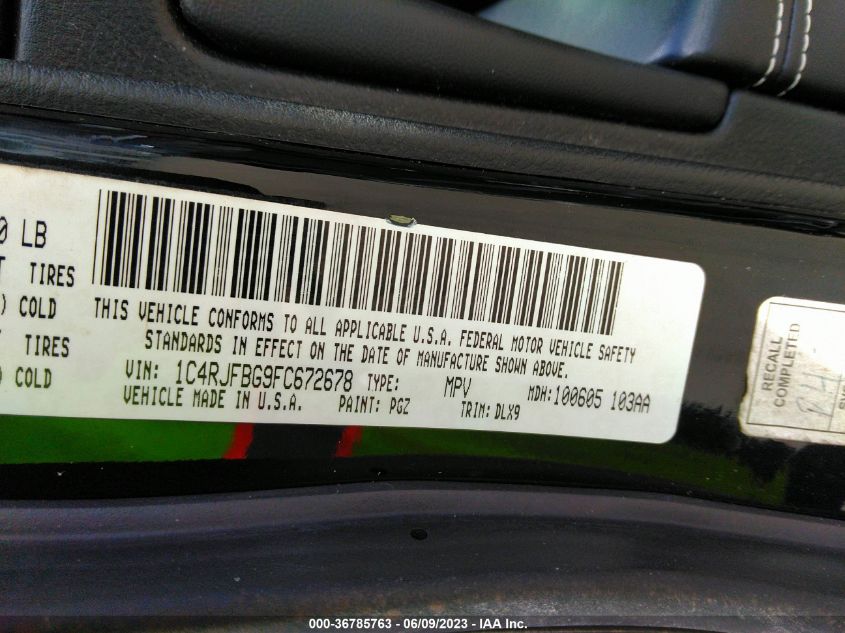 0 LB
TIRES
) COLD
TIRES
) COLD
THIS VEHICLE CONFORMS TO ALL APPLICABLE U.S.A. FEDERAL MOTOR VEHICLE SAFETY
STANDARDS IN EFFECT ON THE DATE OF MANUFACTURE SHOWN ABOVE.
VIN: 1C4RJFBG9FC672678 TYPE: MPV MDH:100605 103AA
VEHICLE MADE IN U.S.A. PAINT: PGZ TRIM: DLX9
RECALL
COMPLETED
000-36785763 - 06/09/2023 - IAA Inc.